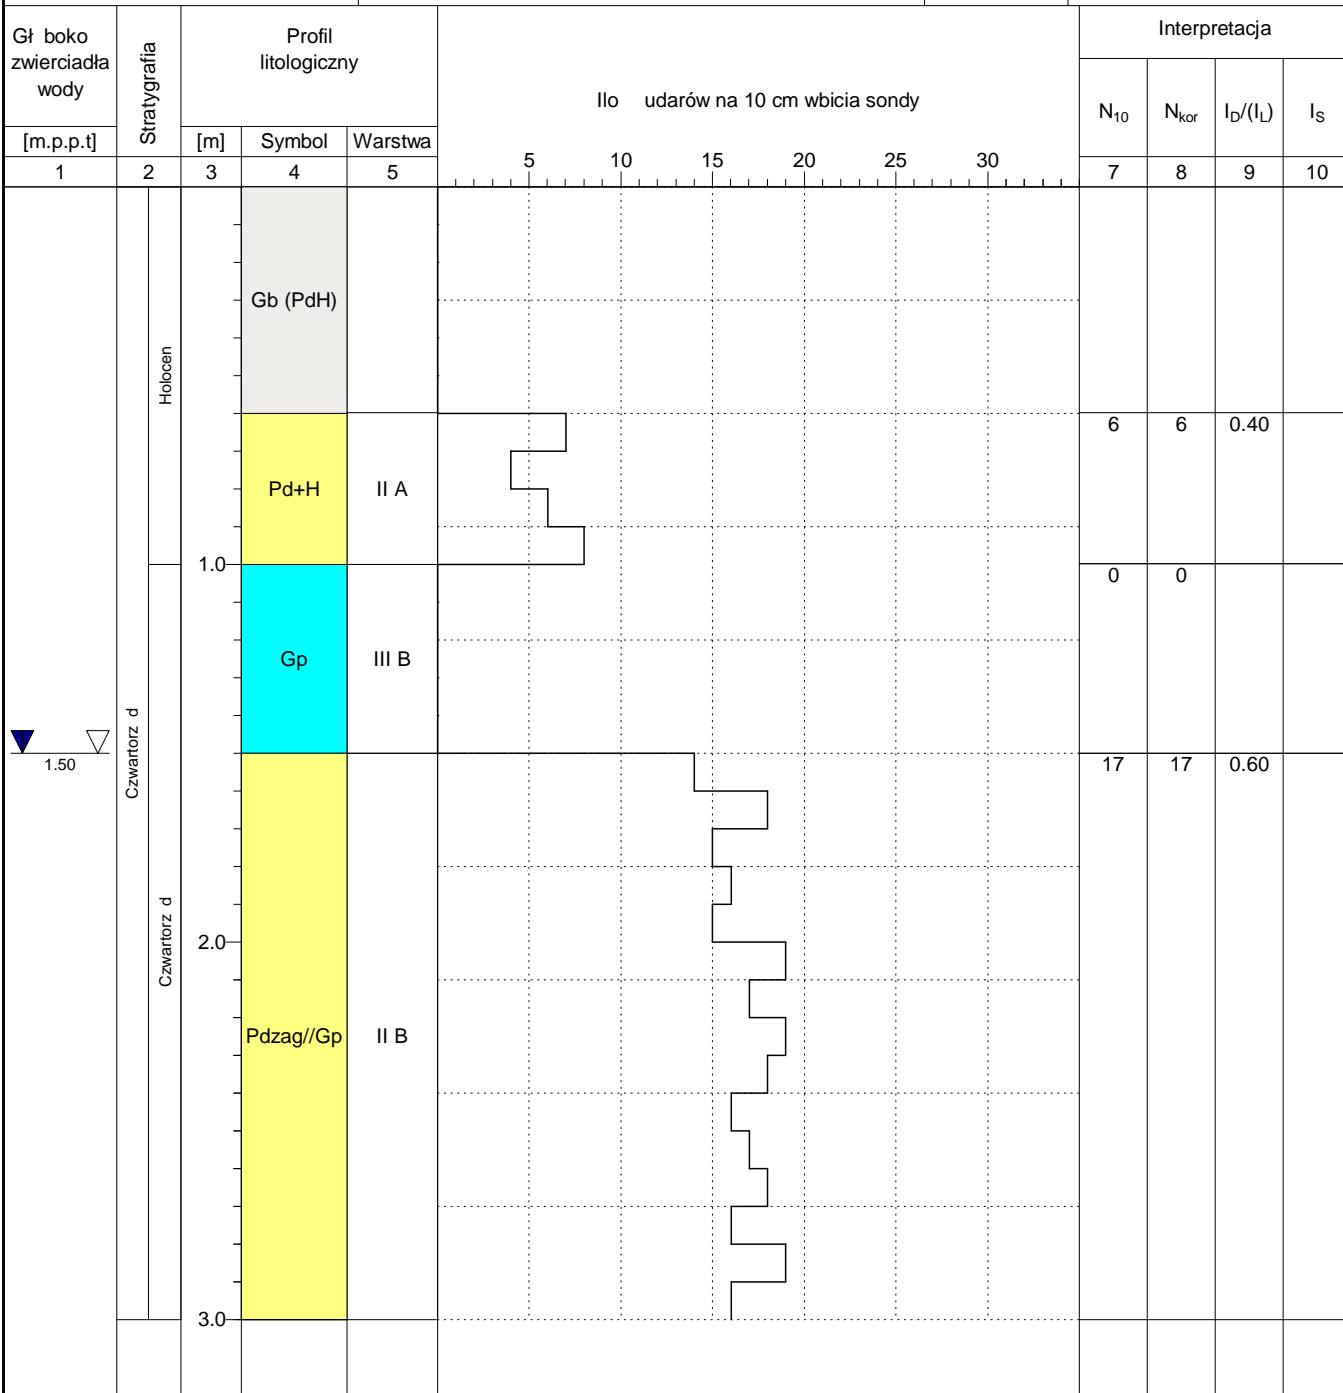 Gł boko
zwierciadła
wody
[m.p.p.t]
1
Stratygrafia
2
Profil
litologiczny
[m]
Symbol
Warstwa
3
4
5
Ilo udarów na 10 cm wbicia sondy
5 10 15 20 25 30
Interpretacja
N10 Nkor ID/(IL) IS
7 8 9 10
Gb (PdH)
Holocen
6 6 0.40
Pd+H
II A
1.0
0 0
Gp
III B
1.50
17 17 0.60
Czwartorz d
Czwartorz d
2.0
Pdzag//Gp
II B
3.0